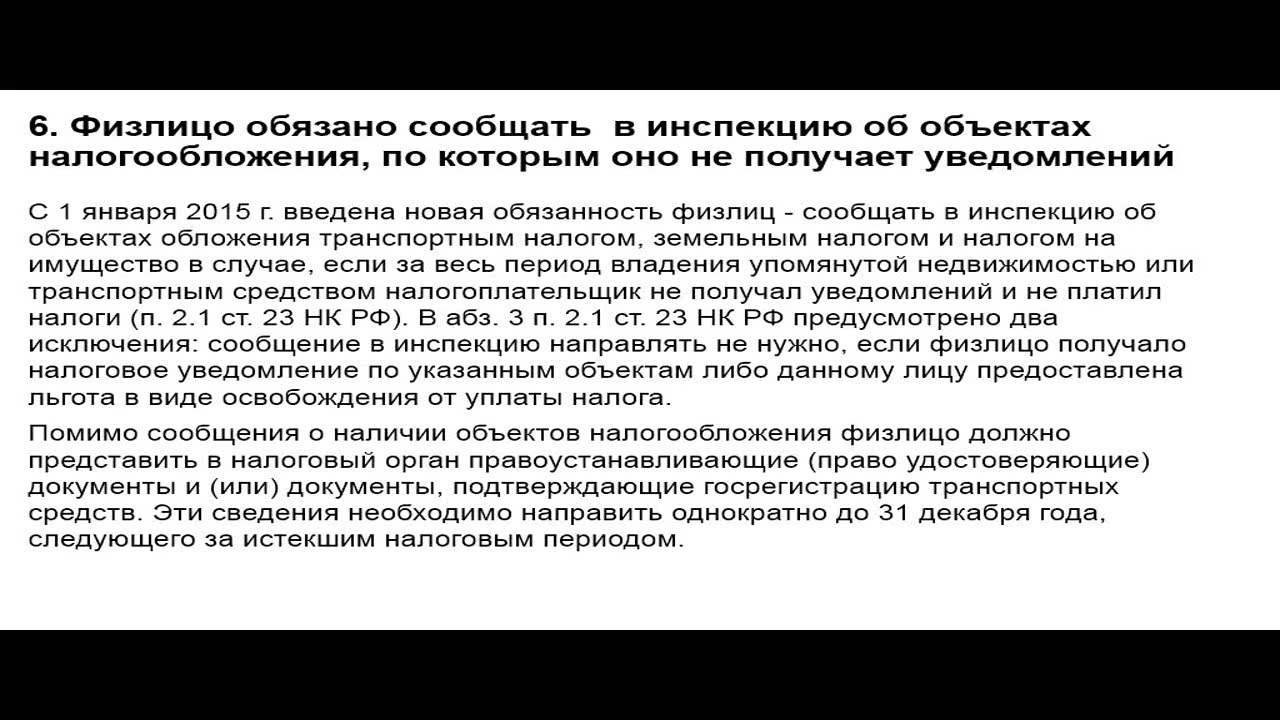 6. Физлицо обязано сообщать  в инспекцию об объектах
налогообложения, по которым оно не получает уведомлений
С 1 января 2015 г. введена новая обязанность физлиц - сообщать в инспекцию об
объектах обложения транспортным налогом, земельным налогом и налогом на
имущество в случае, если за весь период владения упомянутой недвижимостью или
транспортным средством налогоплательщик не получал уведомлений и не платил
налоги (п. 2.1 ст. 23 НК РФ). В абз. 3 п. 2.1 ст. 23 НК РФ предусмотрено два
исключения: сообщение в инспекцию направлять не нужно, если физлицо получало
налоговое уведомление по указанным объектам либо данному лицу предоставлена
льгота в виде освобождения от уплаты налога.
Помимо сообщения о наличии объектов налогообложения физлицо должно
представить в налоговый орган правоустанавливающие (право удостоверяющие)
документы и (или) документы, подтверждающие госрегистрацию транспортных
средств. Эти сведения необходимо направить однократно до 31 декабря года,
следующего за истекшим налоговым периодом.